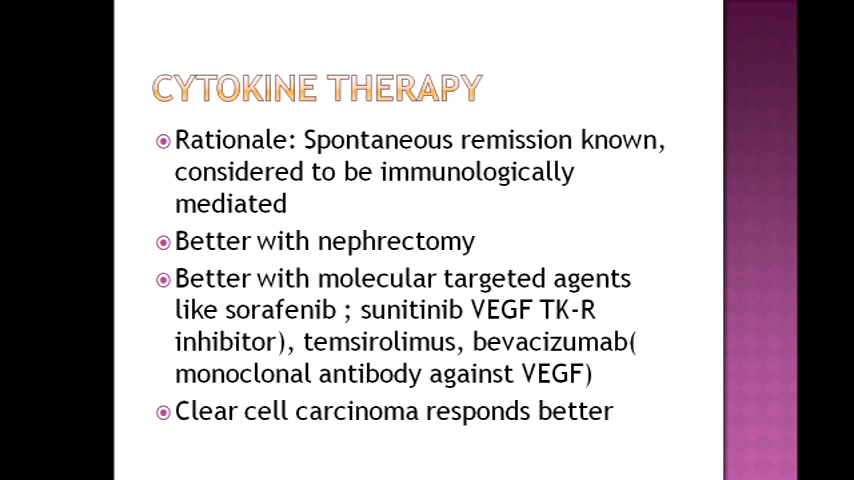 CYTOKINE THERAPY
Rationale: Spontaneous remission known,
considered to be immunologically
mediated
Better with nephrectomy
Better with molecular targeted agents
like sorafenib ; sunitinib VEGF TK-R
inhibitor), temsirolimus, bevacizumab(
monoclonal antibody against VEGF)
Clear cell carcinoma responds better